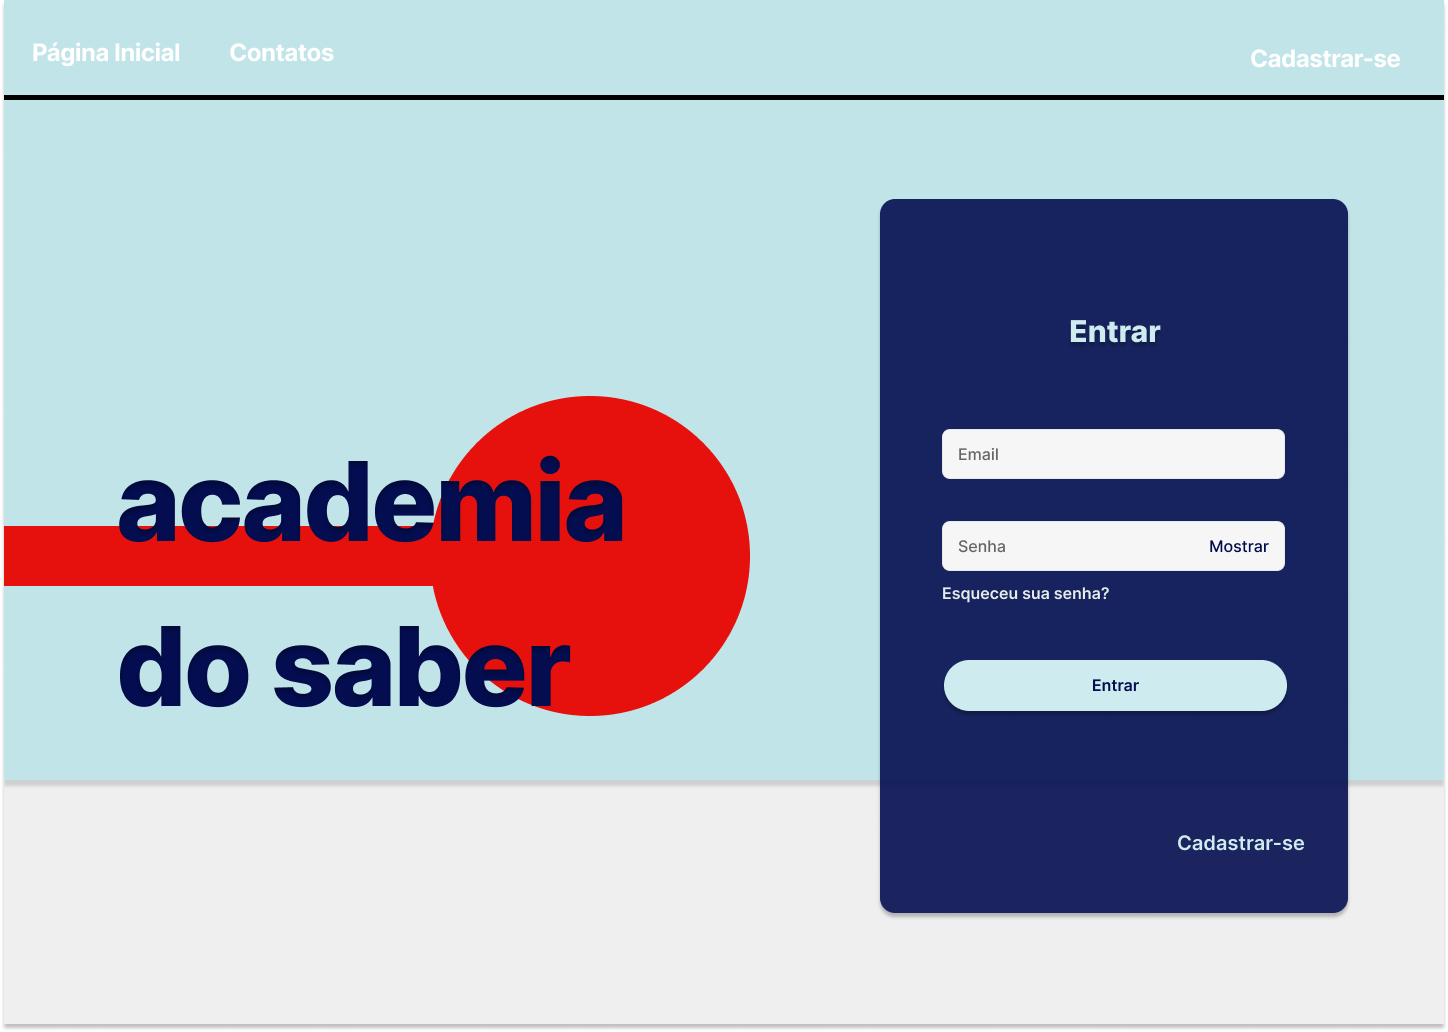 Página Inicial
Contatos
Cadastrar-se
academia
do saber
Entrar
Email
Senha
Mostrar
Esqueceu sua senha?
Entrar
Cadastrar-se